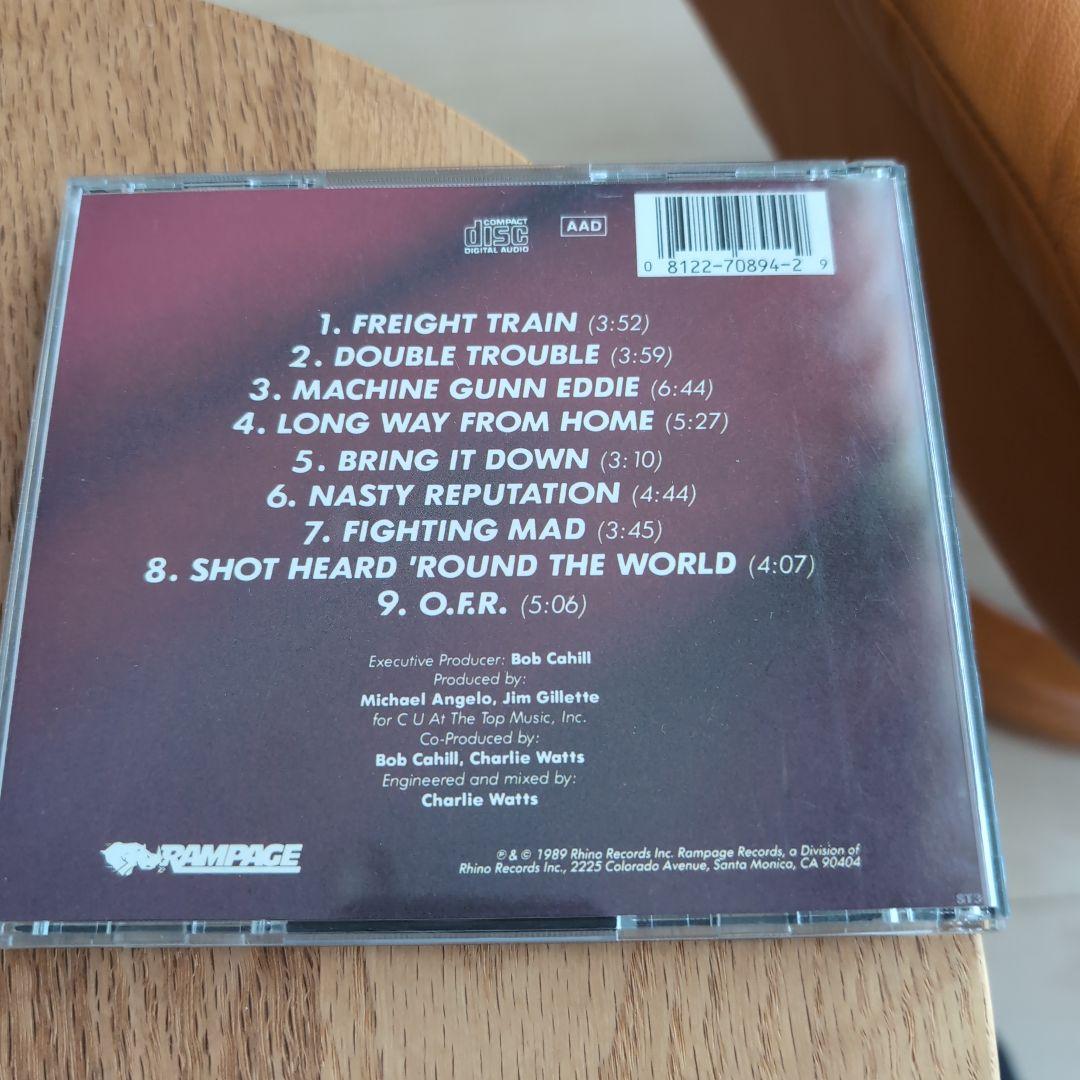 COMPACT
disc
DIGITAL AUDIO
AAD
0 81227-0894-2 9
1. FREIGHT TRAIN (3:52)
2. DOUBLE TROUBLE (3:59)
3. MACHINE GUNN EDDIE (6:44)
4. LONG WAY FROM HOME (5:27)
5. BRING IT DOWN (3:10)
6. NASTY REPUTATION (4:44)
7. FIGHTING MAD (3:45)
8. SHOT HEARD 'ROUND THE WORLD (4:07)
9. O.F.R. (5:06)
Executive Producer: Bob Cahill
Produced by:
Michael Angelo, Jim Gillette
for C U At The Top Music, Inc.
Co-Produced by:
Bob Cahill, Charlie Watts
Engineered and mixed by:
Charlie Watts
RAMPAGE
℗ & © 1989 Rhino Records Inc. Rampage Records, a Division of
Rhino Records Inc., 2225 Colorado Avenue, Santa Monica, CA 90404
ST3